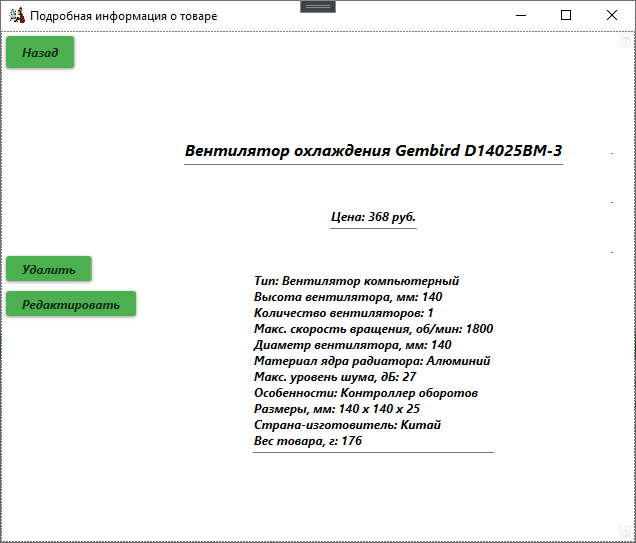 Подробная информация о товаре
Назад
Вентилятор охлаждения Gembird D14025BM-3
Цена: 368 руб.
Удалить
Редактировать
Тип: Вентилятор компьютерный
Высота вентилятора, мм: 140
Количество вентиляторов: 1
Макс. скорость вращения, об/мин: 1800
Диаметр вентилятора, мм: 140
Материал ядра радиатора: Алюминий
Макс. уровень шума, дБ: 27
Особенности: Контроллер оборотов
Размеры, мм: 140 x 140 x 25
Страна-изготовитель: Китай
Вес товара, г: 176